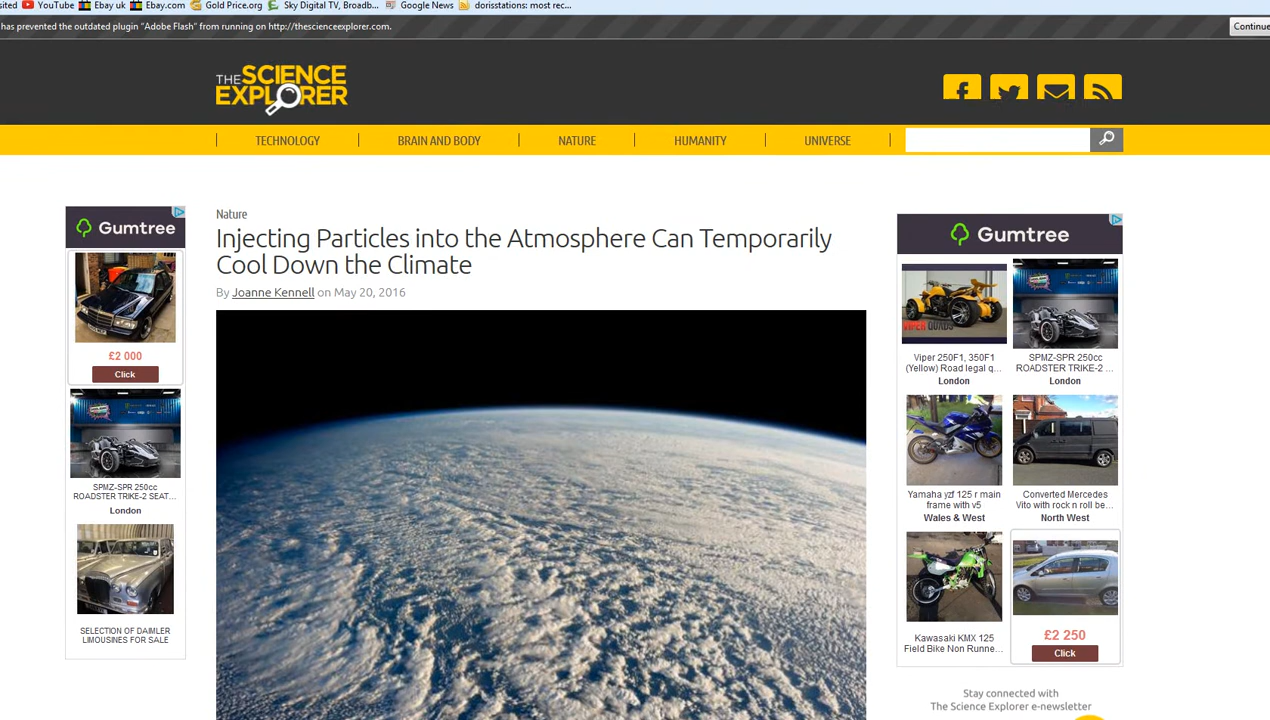 sited YouTube Ebay uk Ebay.com Gold Price.org Sky Digital TV, Broadb... Google News dorisstations: most rec...
has prevented the outdated plugin “Adobe Flash” from running on http://thescienceexplorer.com.
Continue
THE SCIENCE
EXPLORER
TECHNOLOGY
BRAIN AND BODY
NATURE
HUMANITY
UNIVERSE
Gumtree
£2 000
Click
SPMZ-SPR 250cc
ROADSTER TRIKE-2 SEAT...
London
SELECTION OF DAIMLER
LIMOUSINES FOR SALE
Nature
Injecting Particles into the Atmosphere Can Temporarily
Cool Down the Climate
By Joanne Kennell on May 20, 2016
Gumtree
VIPER QUADS
Viper 250F1, 350F1
(Yellow) Road legal q...
London
SPMZ-SPR 250cc
ROADSTER TRIKE-2 ...
London
Yamaha yzf 125 r main
frame with v5
Wales & West
Converted Mercedes
Vito with rock n roll be...
North West
Kawasaki KMX 125
Field Bike Non Runne...
£2 250
Click
Stay connected with
The Science Explorer e-newsletter